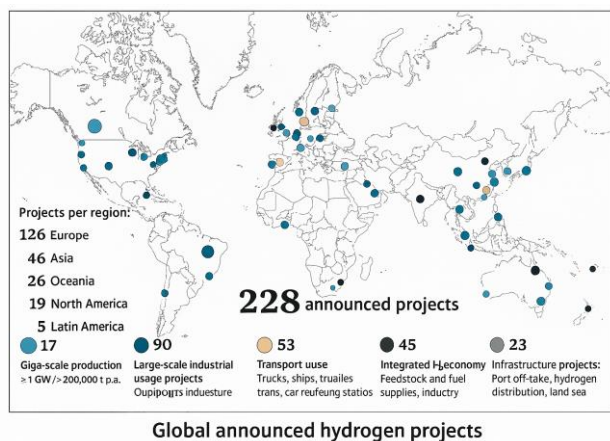 Projects per region:
126 Europe
46 Asia
26 Oceania
19 North America
5 Latin America
228 announced projects
17
Giga-scale production
≥ 1 GW / > 200,000 t p.a.
90
Large-scale industrial
usage projects
53
Transport uuse
Trucks, ships, truailes
trans, car reufeung statios
45
Integrated economy
Feedstock and fuel
supplies, inductry
23
Infrastructure projects:
Port off-take, hydrogen
distribution, land sea
Global announced hydrogen projects